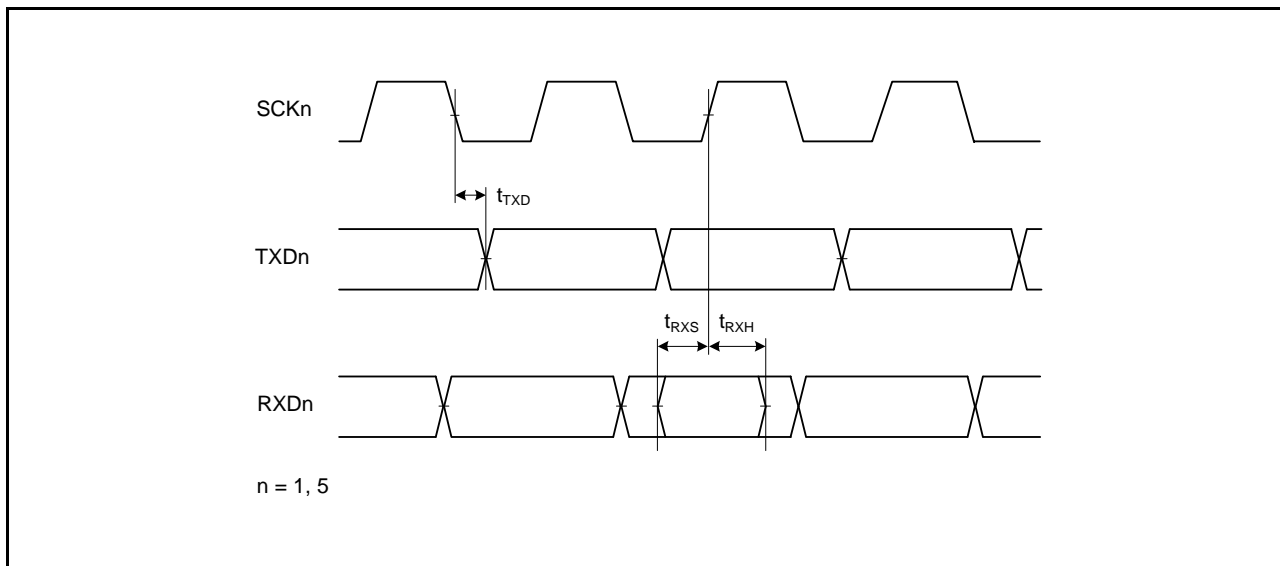 SCKn
tTXD
TXDn
tRXS tRXH
RXDn
n = 1, 5